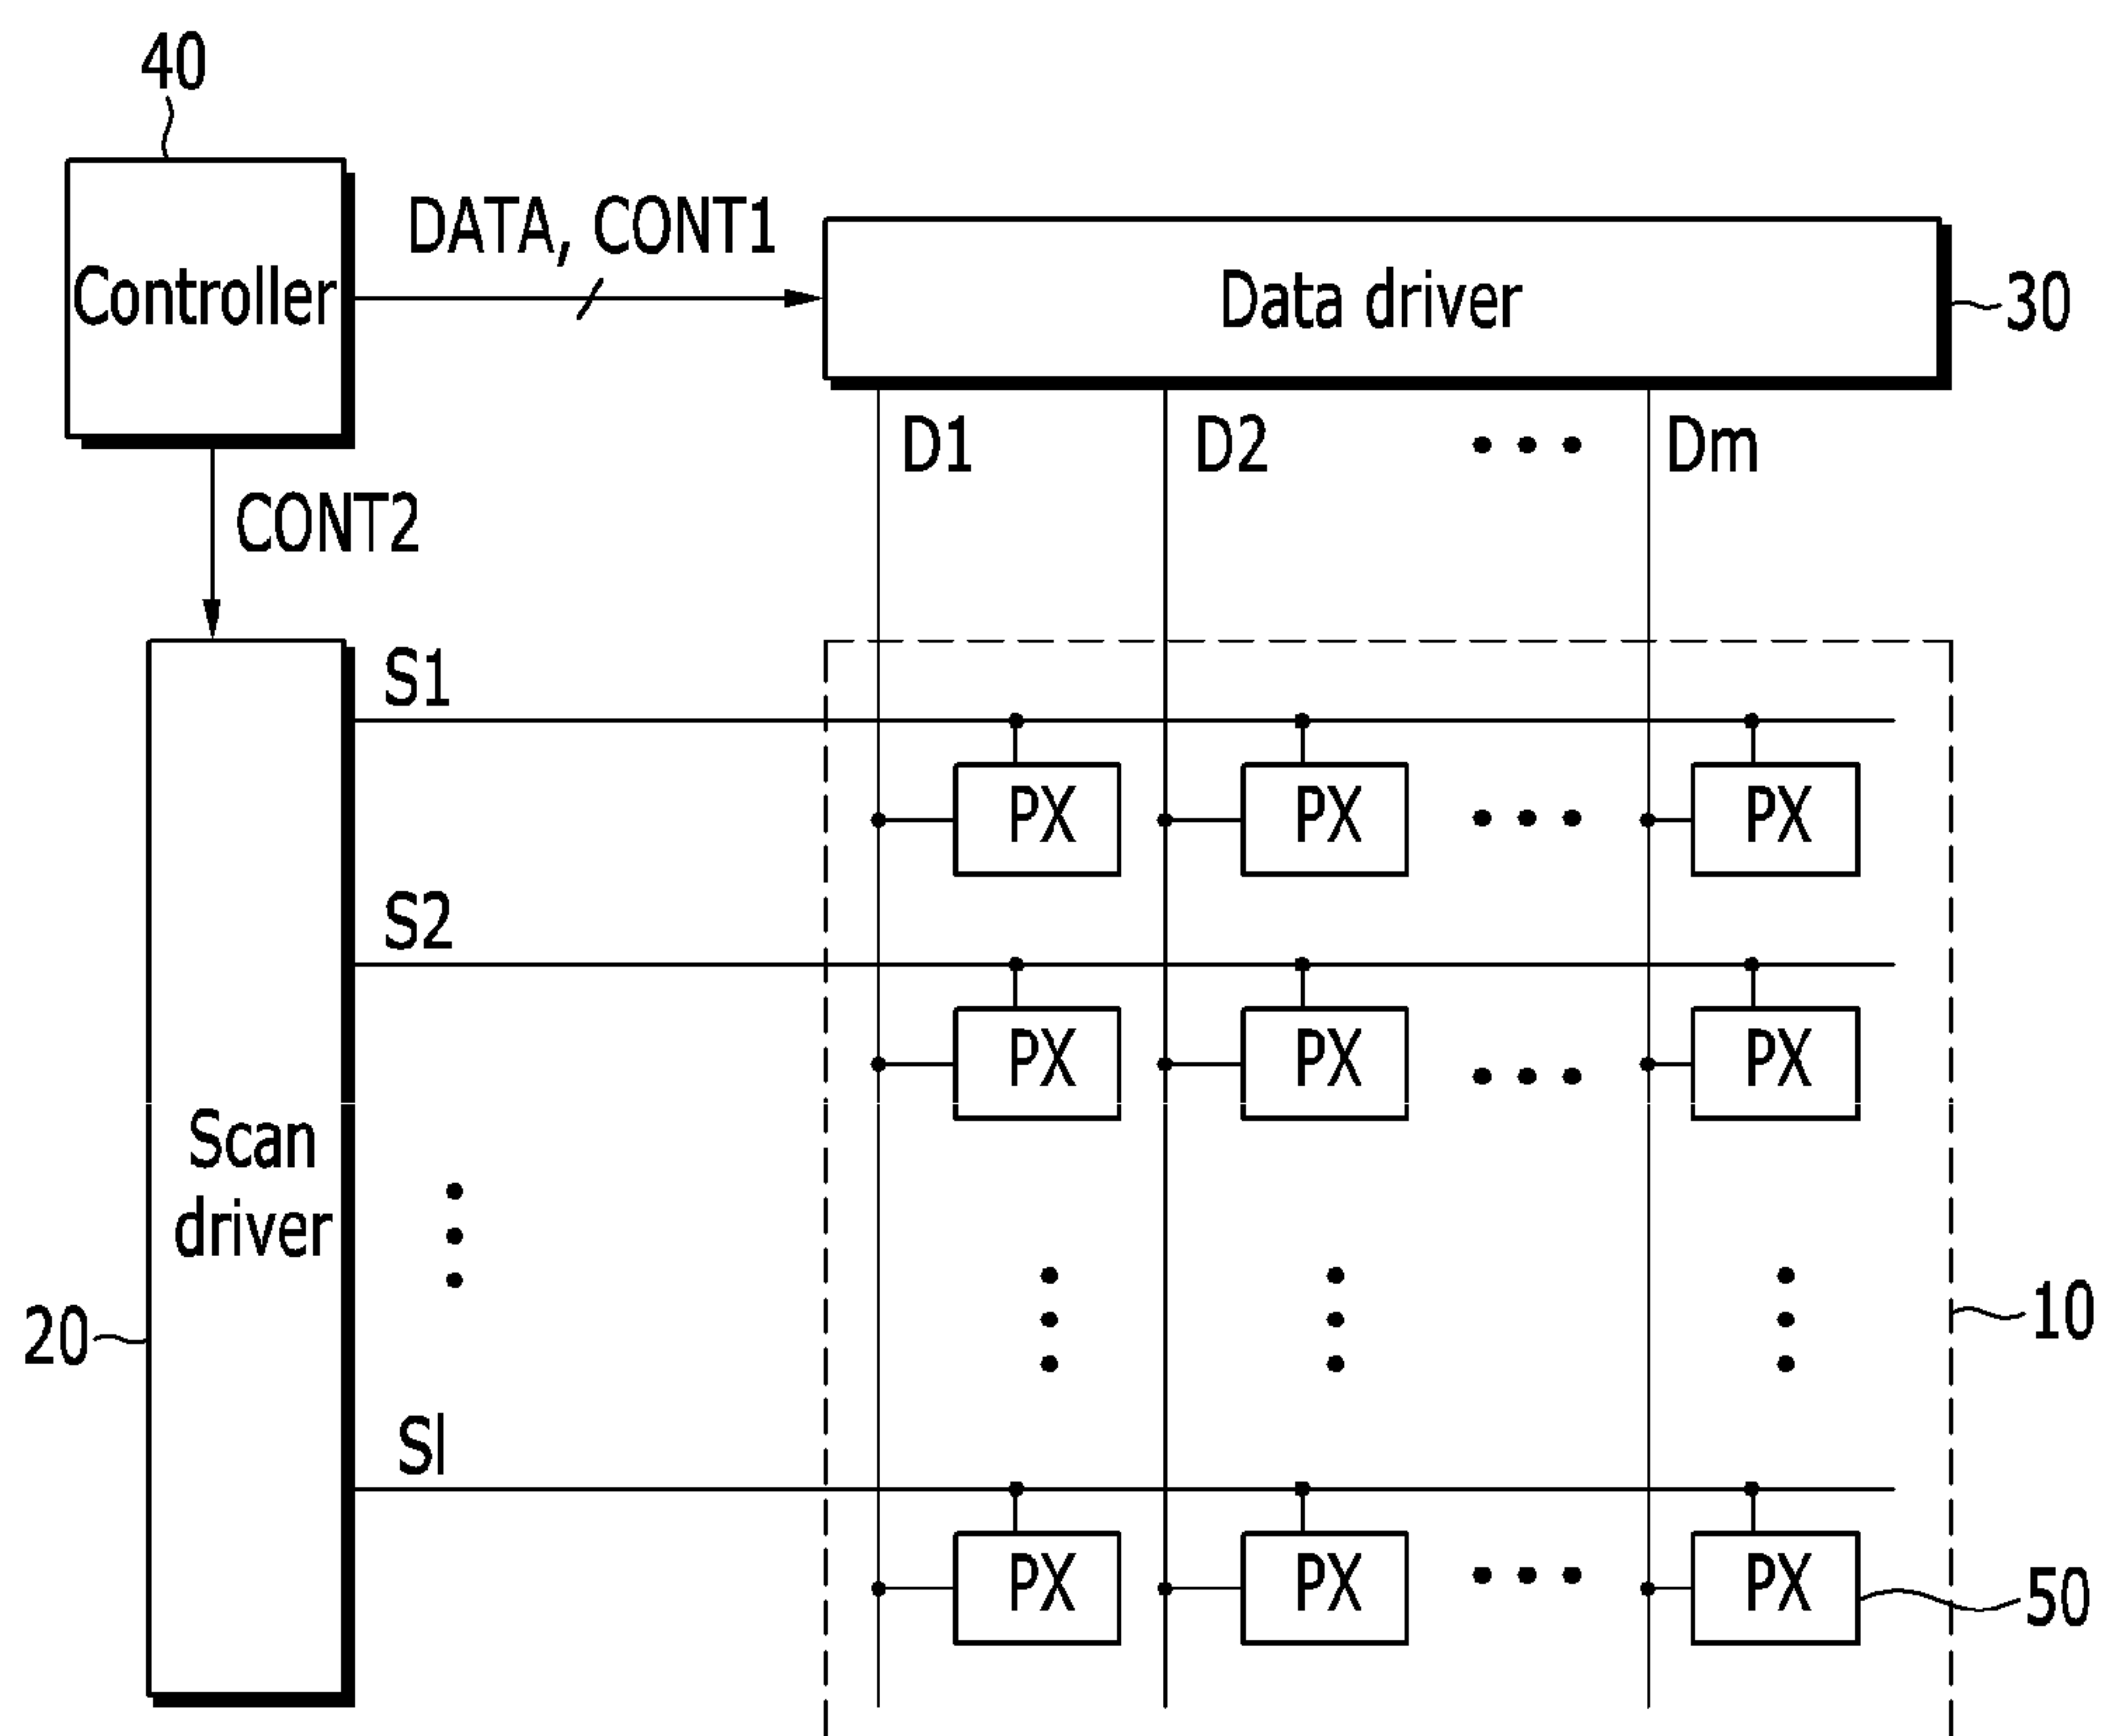 40
Controller
DATA, CONT1
Data driver
30
D1 D2 ••• Dm
CONT2
S1
PX PX ••• PX
S2
PX PX ••• PX
Scan
driver
20
10
Sl
PX PX ••• PX
50